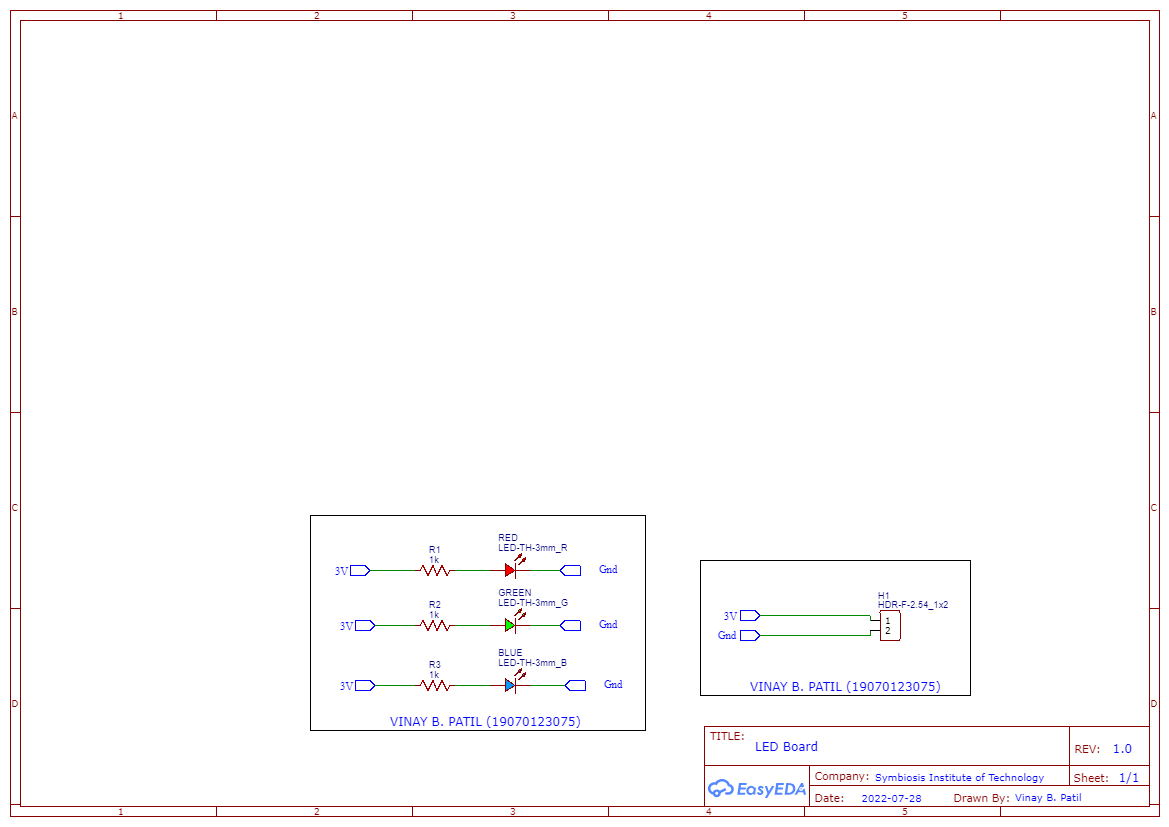 1 2 3 4 5
A A
B B
C C
D D
RED
LED-TH-3mm_R
R1
1k
3V Gnd
GREEN
LED-TH-3mm_G
R2
1k
3V Gnd
BLUE
LED-TH-3mm_B
R3
1k
3V Gnd
VINAY B. PATIL (19070123075)
H1
HDR-F-2.54_1x2
3V 1
Gnd 2
VINAY B. PATIL (19070123075)
TITLE:
LED Board
REV: 1.0
EasyEDA
Company: Symbiosis Institute of Technology
Sheet: 1/1
Date: 2022-07-28 Drawn By: Vinay B. Patil
1 2 3 4 5